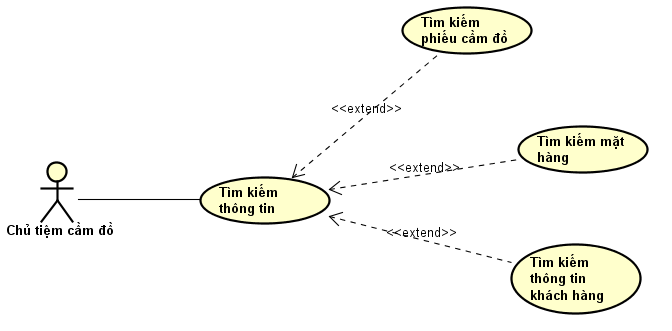 Tìm kiếm
phiếu cầm đồ
<<extend>>
Tìm kiếm mặt
hàng
<<extend>>
Tìm kiếm
thông tin
Chủ tiệm cầm đồ
<<extend>>
Tìm kiếm
thông tin
khách hàng